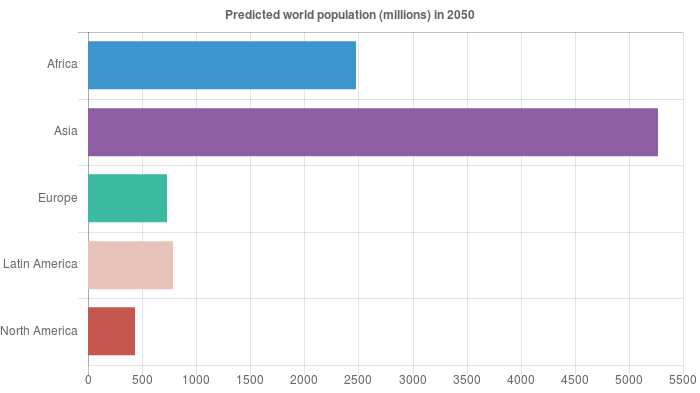 Predicted world population (millions) in 2050
Africa
Asia
Europe
Latin America
North America
0 500 1000 1500 2000 2500 3000 3500 4000 4500 5000 5500